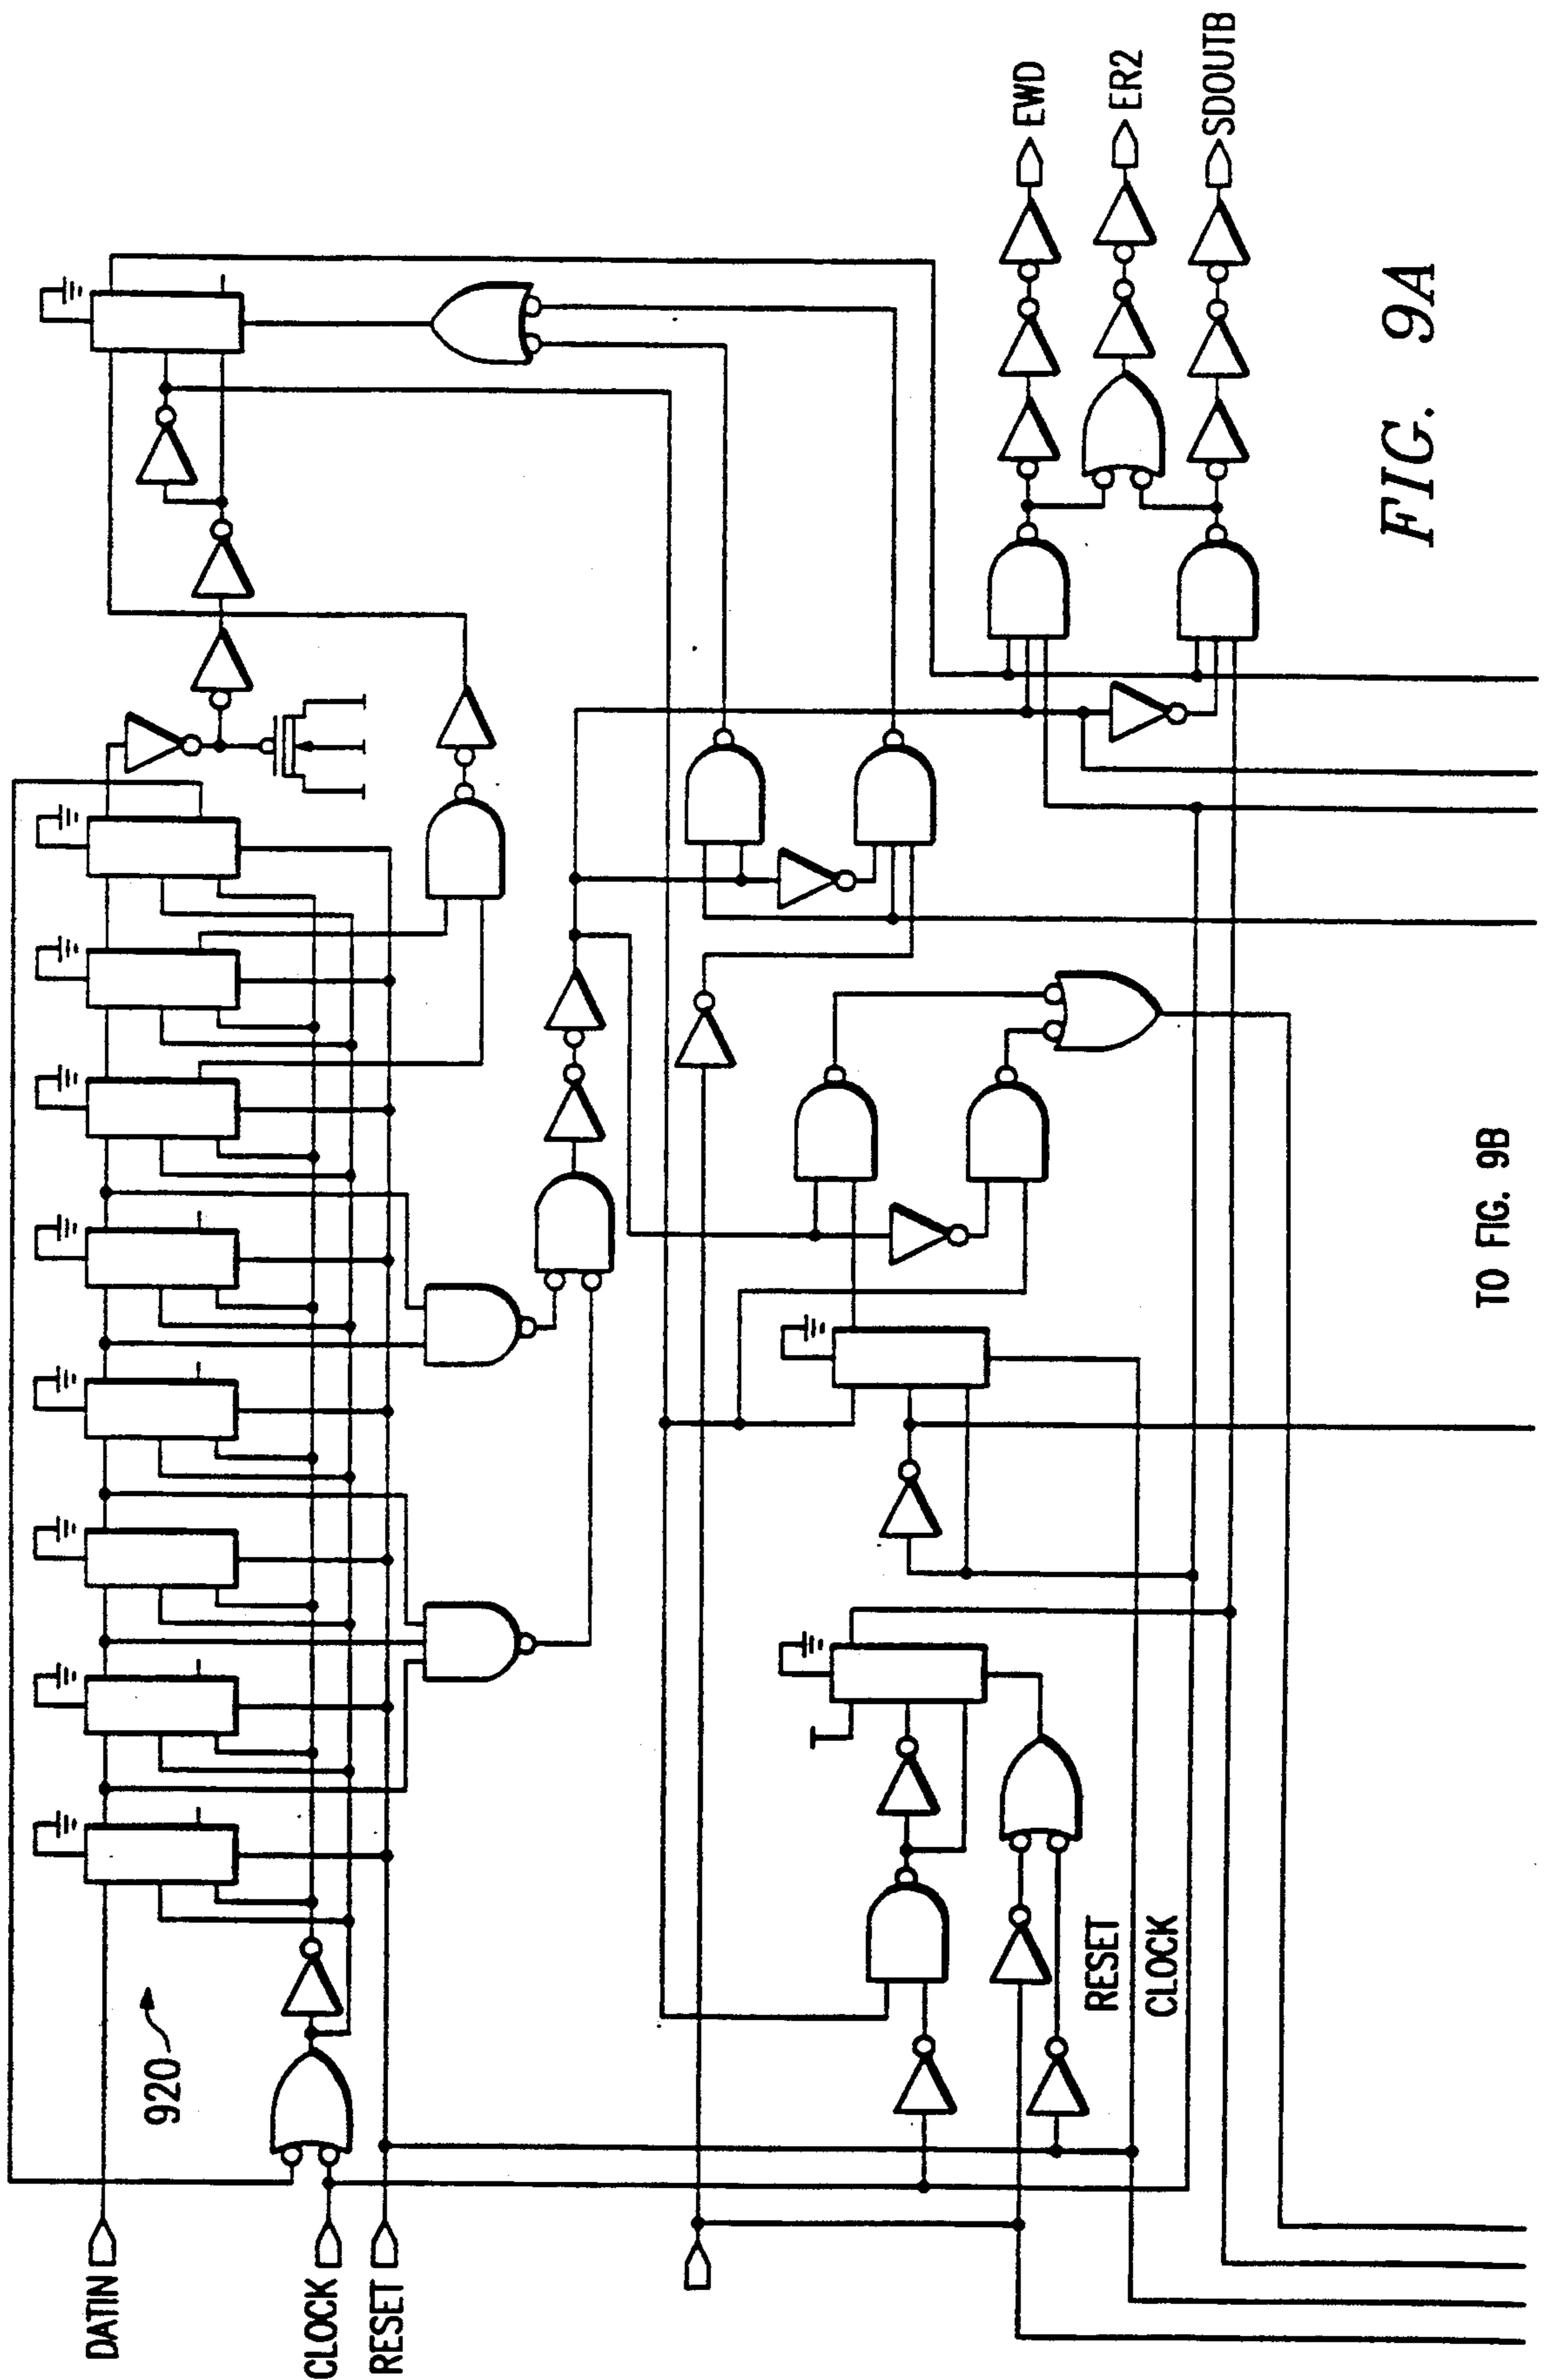 DATIN
CLOCK
RESET
920
RESET
CLOCK
EWD
ER2
SDOUTB
TO FIG. 9B
FIG. 9A